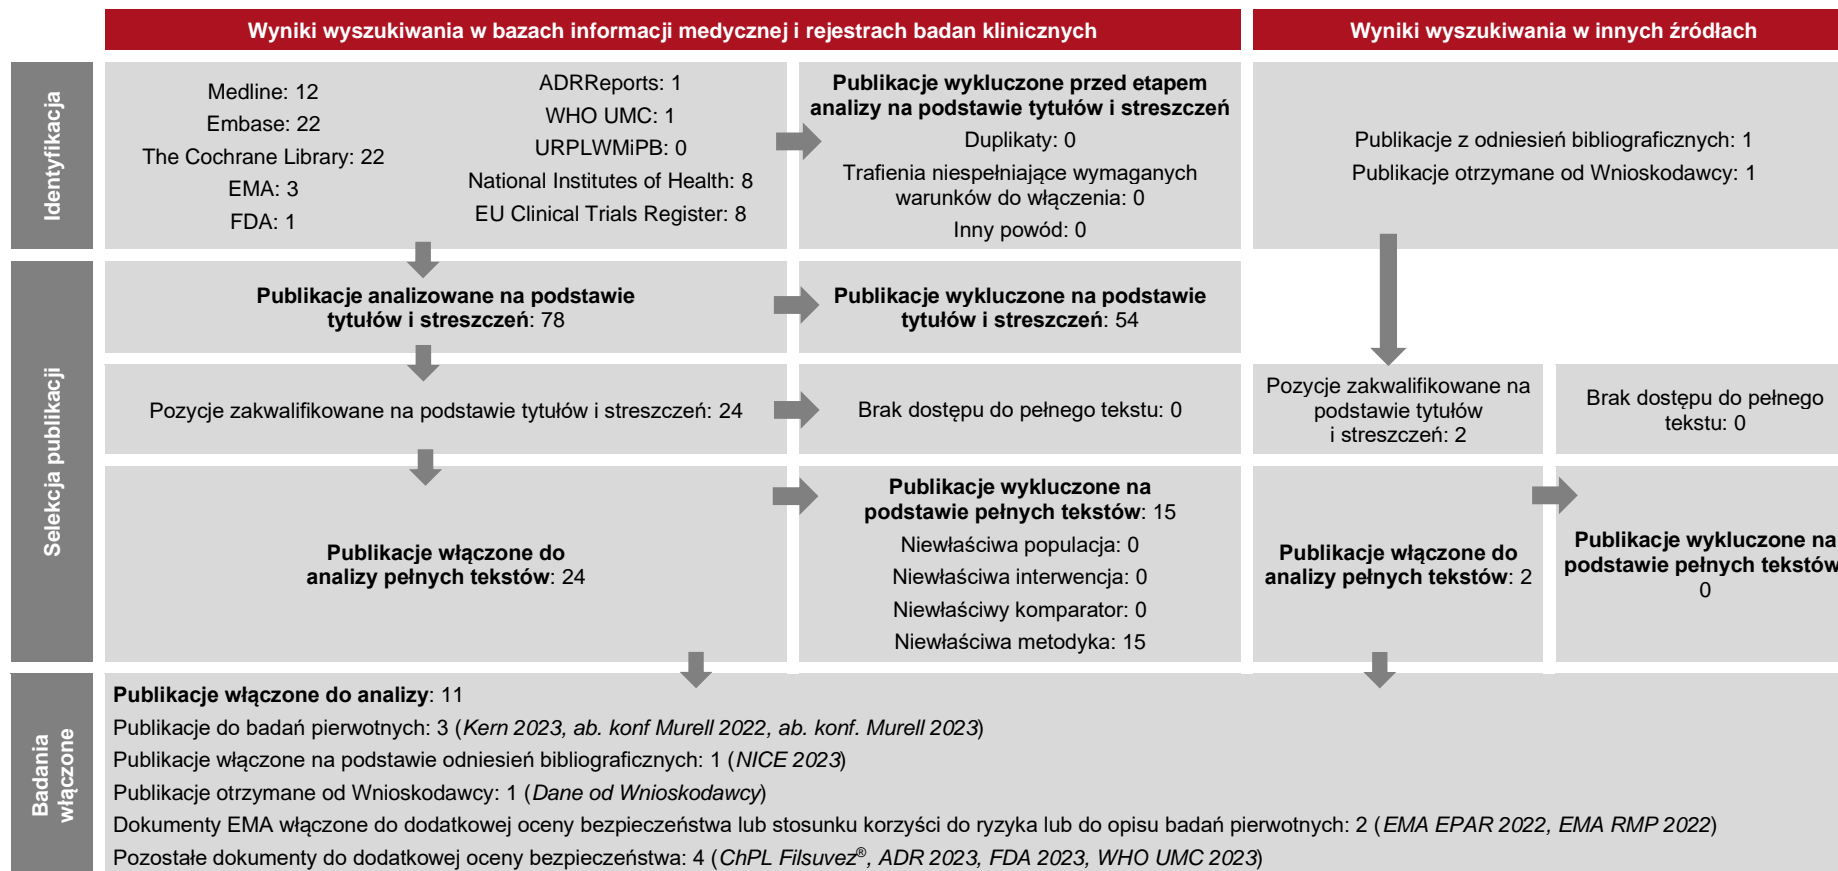 Wyniki wyszukiwania w bazach informacji medycznej i rejestrach badan klinicznych
Wyniki wyszukiwania w innych źródłach
Identyfikacja
Medline: 12
Embase: 22
The Cochrane Library: 22
EMA: 3
FDA: 1
ADRReports: 1
WHO UMC: 1
URPLWMiPB: 0
National Institutes of Health: 8
EU Clinical Trials Register: 8
Publikacje wykluczone przed etapem
analizy na podstawie tytułów i streszczeń
Duplikaty: 0
Trafienia niespełniające wymaganych
warunków do włączenia: 0
Inny powód: 0
Publikacje z odniesień bibliograficznych: 1
Publikacje otrzymane od Wnioskodawcy: 1
Selekcja publikacji
Publikacje analizowane na podstawie
tytułów i streszczeń: 78
Publikacje wykluczone na podstawie
tytułów i streszczeń: 54
Pozycje zakwalifikowane na podstawie tytułów i streszczeń: 24
Brak dostępu do pełnego tekstu: 0
Pozycje zakwalifikowane na
podstawie tytułów
i streszczeń: 2
Brak dostępu do pełnego
tekstu: 0
Publikacje włączone do
analizy pełnych tekstów: 24
Publikacje wykluczone na
podstawie pełnych tekstów: 15
Niewłaściwa populacja: 0
Niewłaściwa interwencja: 0
Niewłaściwy komparator: 0
Niewłaściwa metodyka: 15
Publikacje włączone do
analizy pełnych tekstów: 2
Publikacje wykluczone na
podstawie pełnych tekstów
0
Badania
włączone
Publikacje włączone do analizy: 11
Publikacje do badań pierwotnych: 3 (Kern 2023, ab. konf Murell 2022, ab. konf. Murell 2023)
Publikacje włączone na podstawie odniesień bibliograficznych: 1 (NICE 2023)
Publikacje otrzymane od Wnioskodawcy: 1 (Dane od Wnioskodawcy)
Dokumenty EMA włączone do dodatkowej oceny bezpieczeństwa lub stosunku korzyści do ryzyka lub do opisu badań pierwotnych: 2 (EMA EPAR 2022, EMA RMP 2022)
Pozostałe dokumenty do dodatkowej oceny bezpieczeństwa: 4 (ChPL Filsuvez®, ADR 2023, FDA 2023, WHO UMC 2023)